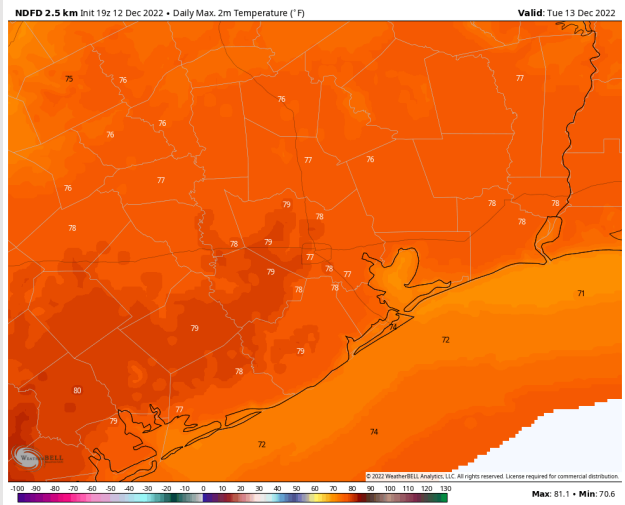 NDFD 2.5 km Init 19z 12 Dec 2022 • Daily Max. 2m Temperature (°F) Valid: Tue 13 Dec 2022
75 76 77
76
76
76
77 76
77
76
79 78 78
78 78
78
78 79
77
79 78 77
78 78
71
79 74
72
79
78
80
77
79
74
72
WeatherBELL
© 2022 WeatherBELL Analytics, LLC. All rights reserved. License required for commercial distribution.
-100 -90 -80 -70 -60 -50 -40 -30 -20 -10 0 10 20 30 40 50 60 70 80 90 100 110 120 130
Max: 81.1 • Min: 70.6